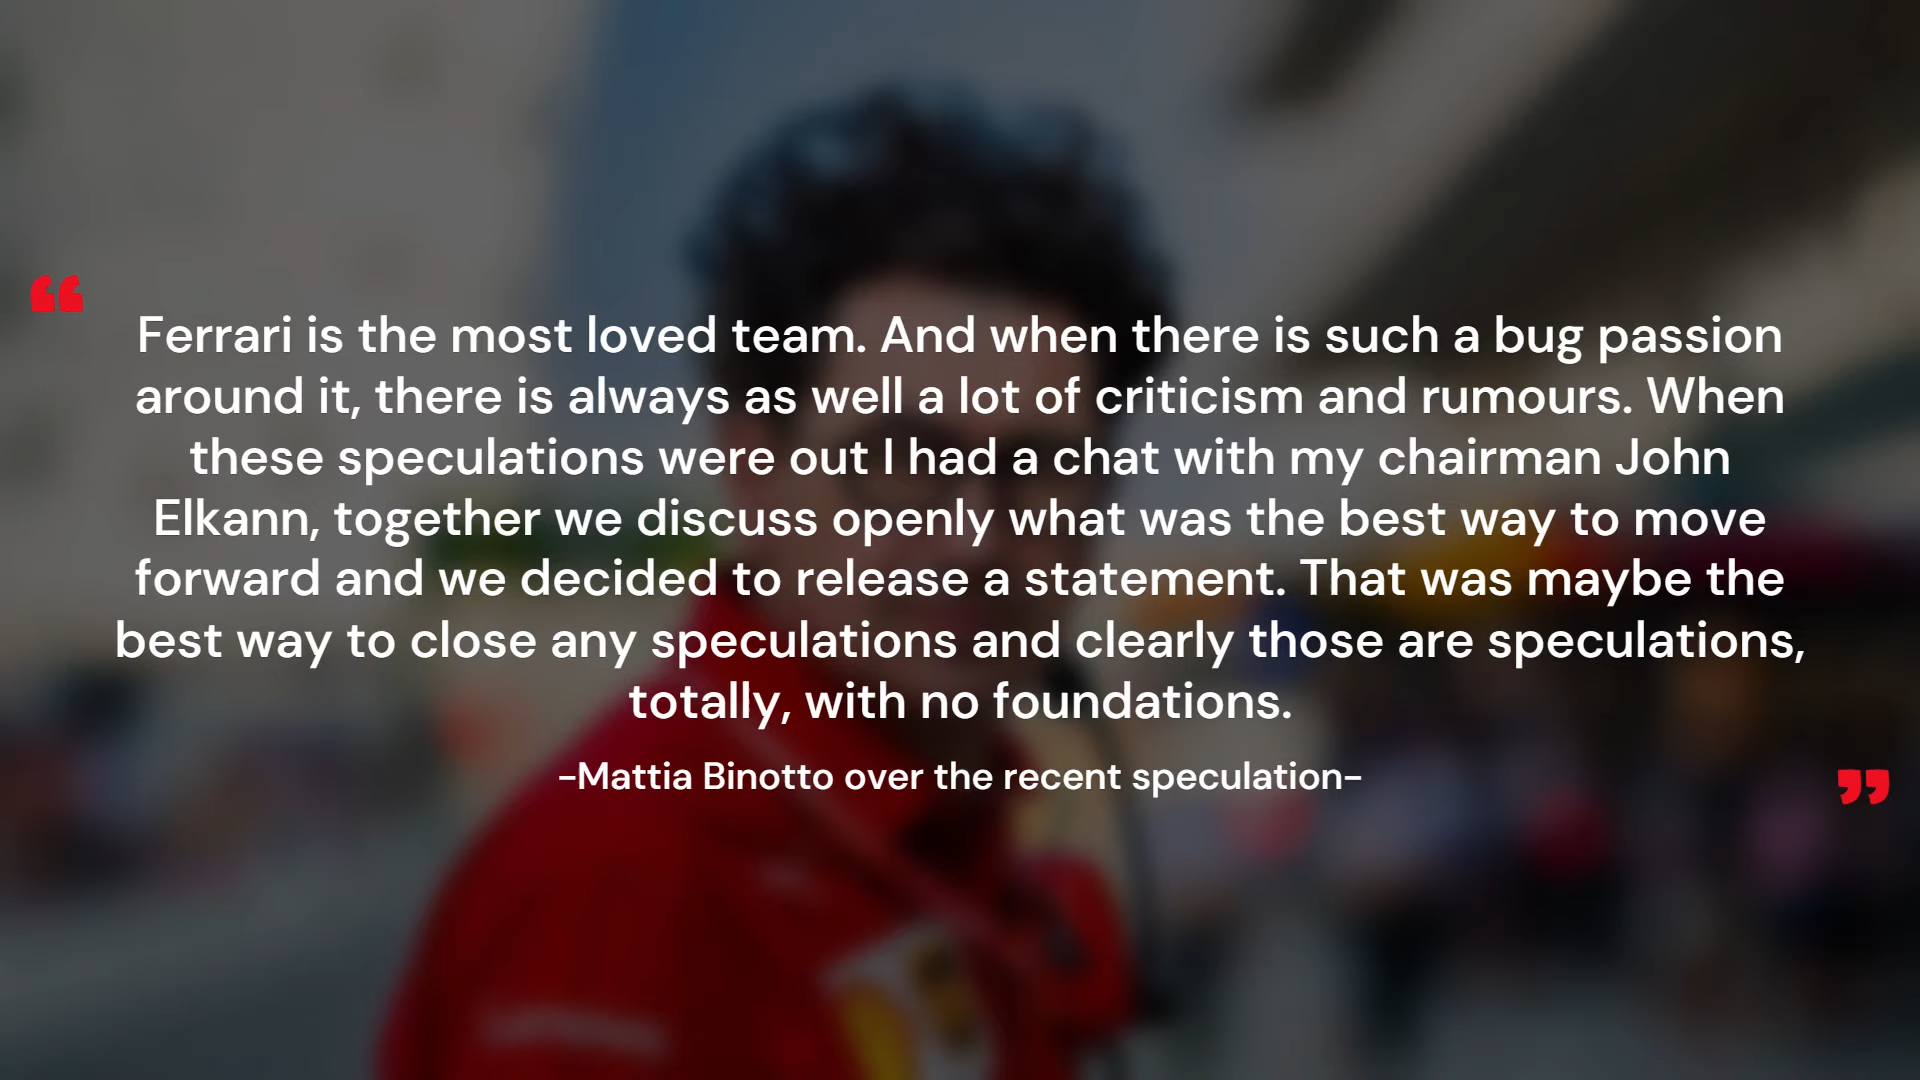 “
Ferrari is the most loved team. And when there is such a bug passion
around it, there is always as well a lot of criticism and rumours. When
these speculations were out I had a chat with my chairman John
Elkann, together we discuss openly what was the best way to move
forward and we decided to release a statement. That was maybe the
best way to close any speculations and clearly those are speculations,
totally, with no foundations.
-Mattia Binotto over the recent speculation-
”